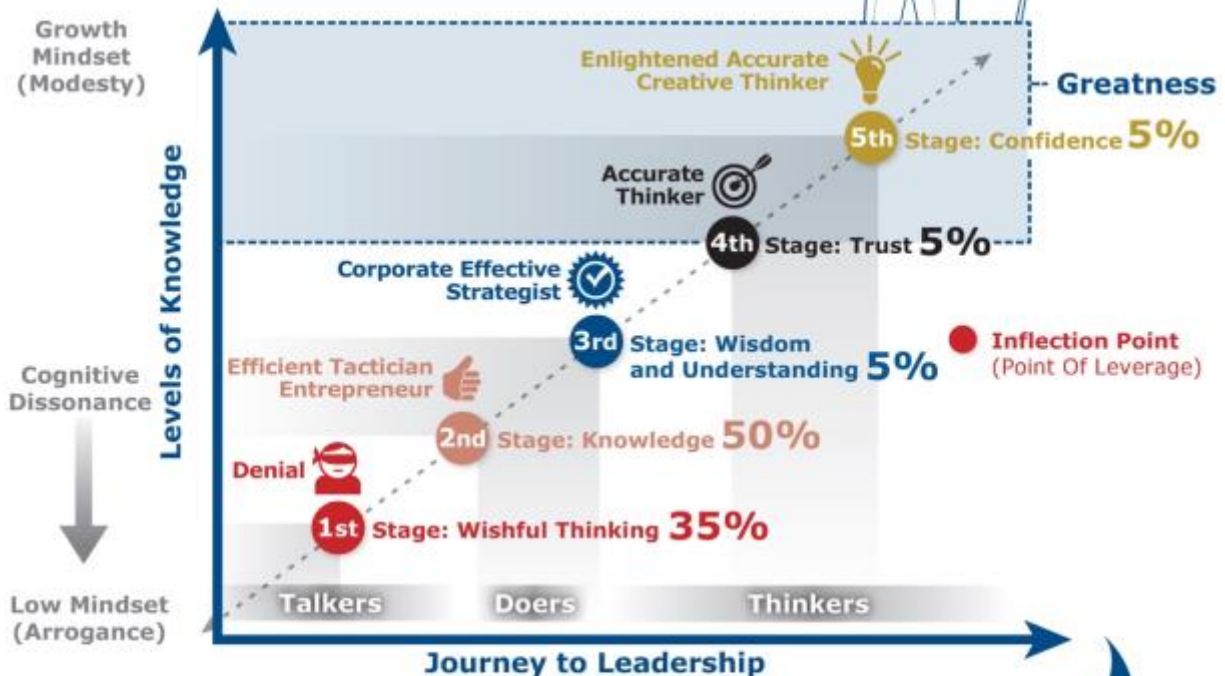 Growth
Mindset
(Modesty)
Enlightened Accurate
Creative Thinker
Greatness
5th Stage: Confidence 5%
Accurate
Thinker
4th Stage: Trust 5%
Levels of Knowledge
Corporate Effective
Strategist
3rd Stage: Wisdom
and Understanding 5%
Inflection Point
(Point Of Leverage)
Cognitive
Dissonance
Efficient Tactician
Entrepreneur
2nd Stage: Knowledge 50%
Denial
1st Stage: Wishful Thinking 35%
Low Mindset
(Arrogance)
Talkers Doers Thinkers
Journey to Leadership